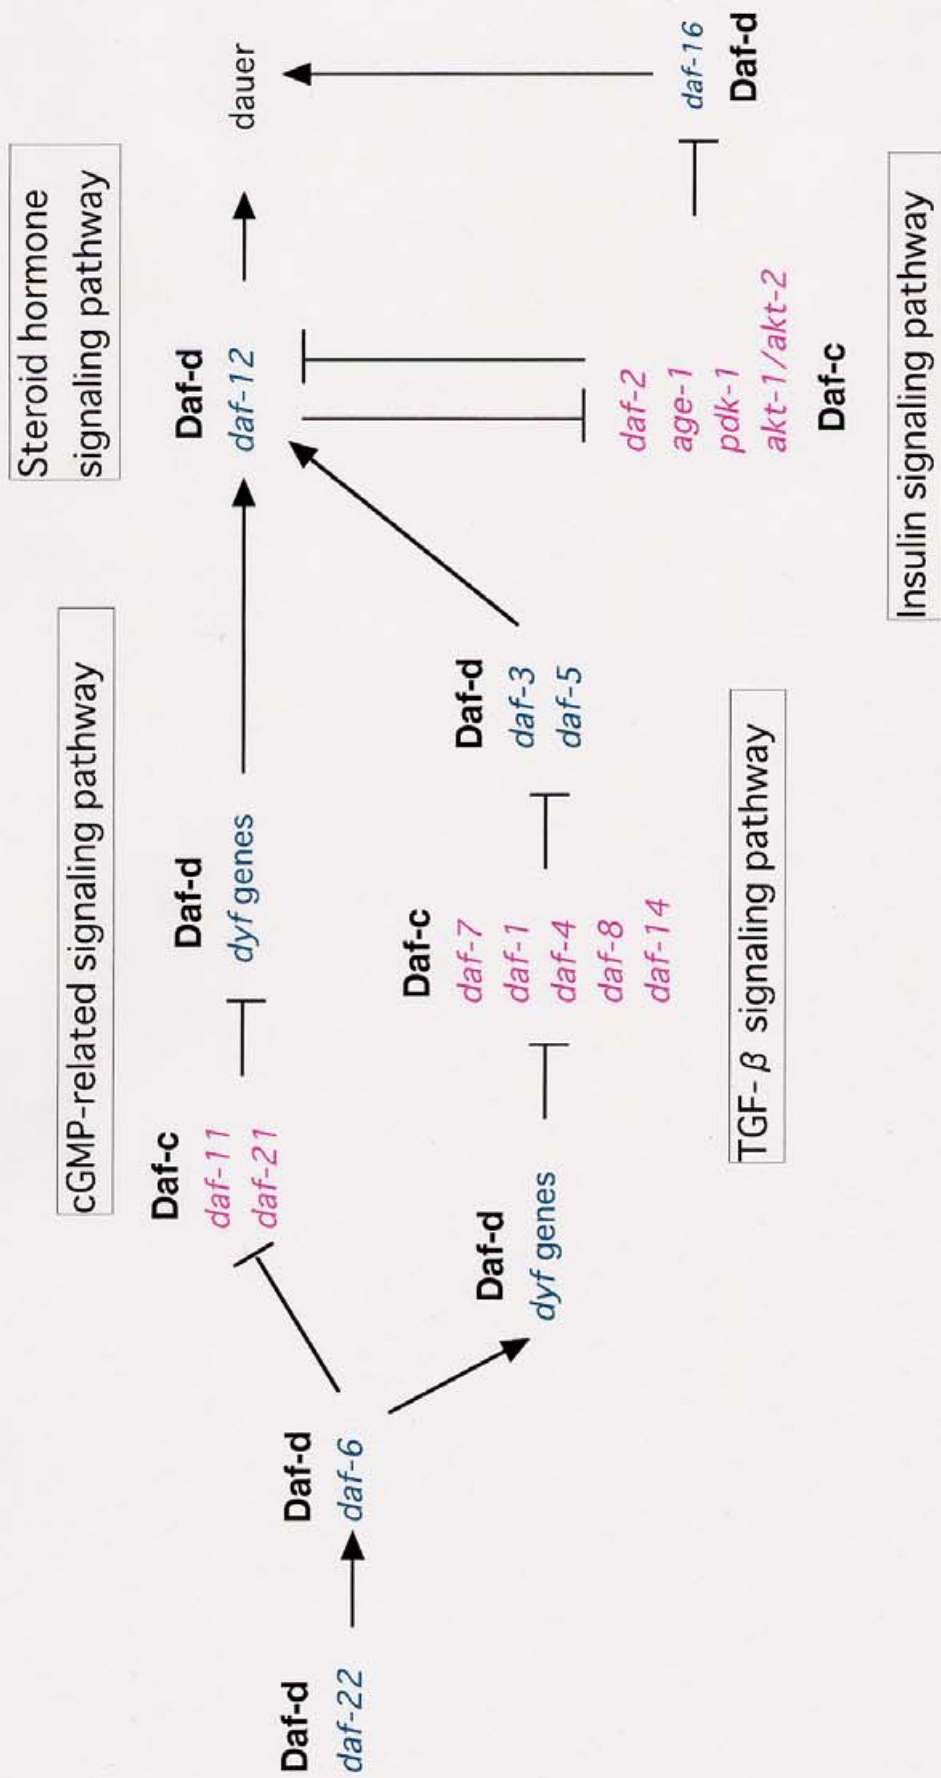 cGMP-related signaling pathway
Steroid hormone
signaling pathway
Daf-d
daf-22
Daf-d
daf-6
Daf-c
daf-11
daf-21
Daf-d
dyf genes
Daf-d
daf-12
dauer
Daf-d
dyf genes
Daf-c
daf-7
daf-1
daf-4
daf-8
daf-14
Daf-d
daf-3
daf-5
daf-2
age-1
pdk-1
akt-1/akt-2
Daf-c
daf-16
Daf-d
TGF-β signaling pathway
Insulin signaling pathway